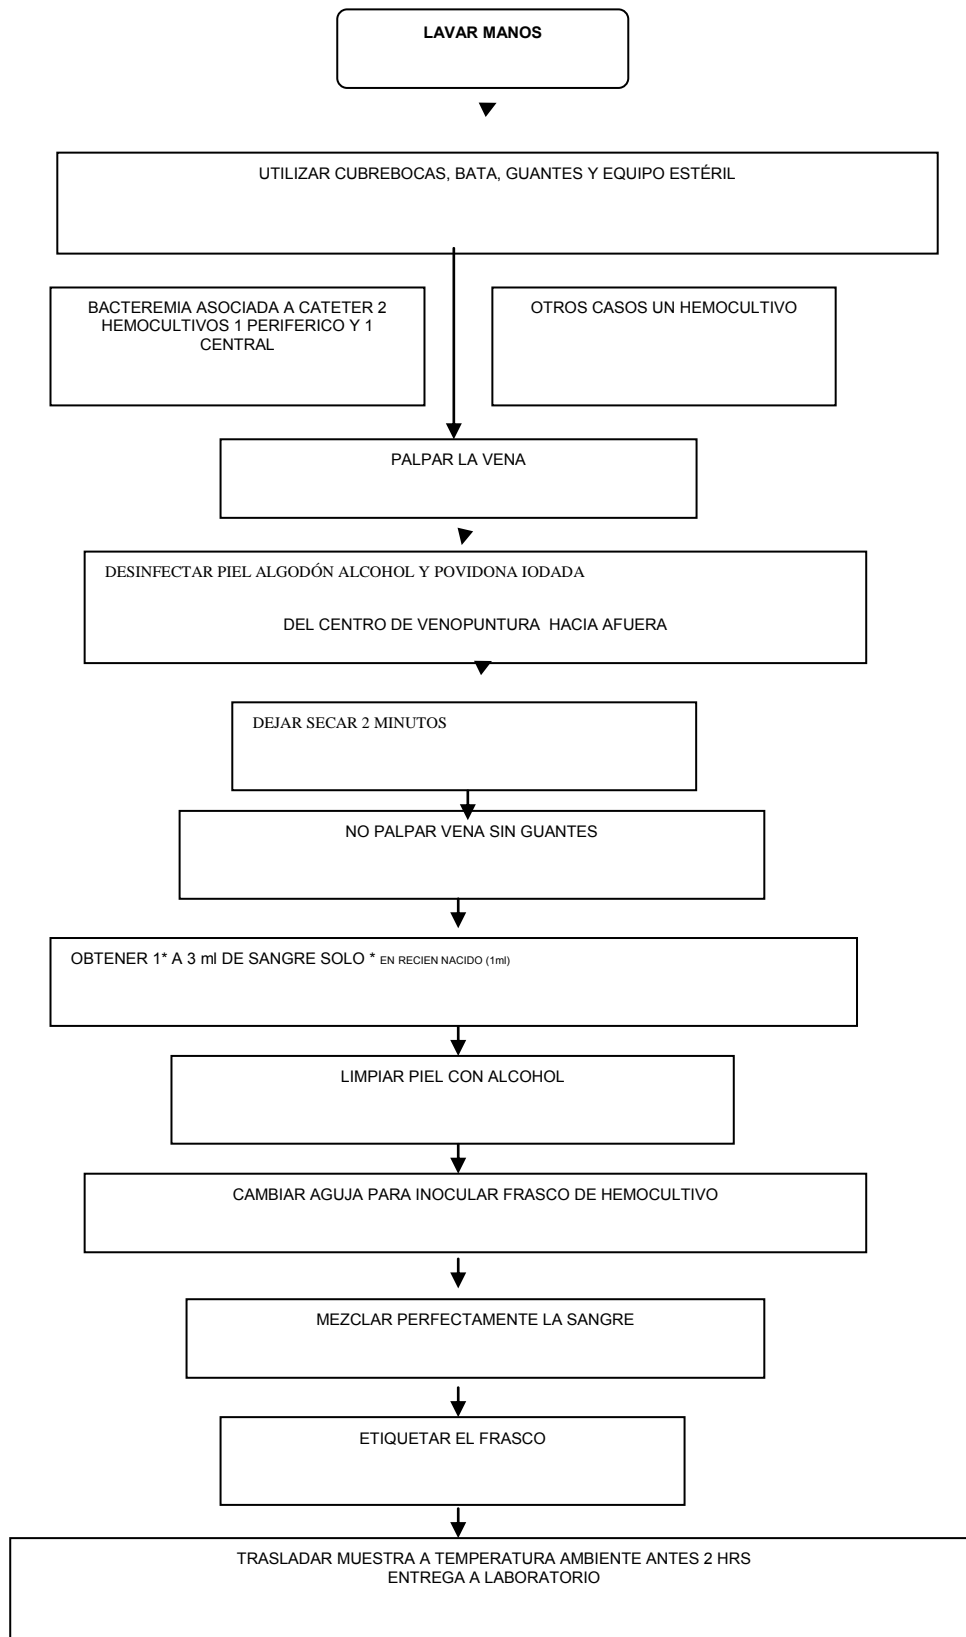 LAVAR MANOS
UTILIZAR CUBREBOCAS, BATA, GUANTES Y EQUIPO ESTÉRIL
BACTEREMIA ASOCIADA A CATETER 2
HEMOCULTIVOS 1 PERIFERICO Y 1
CENTRAL
OTROS CASOS UN HEMOCULTIVO
PALPAR LA VENA
DESINFECTAR PIEL ALGODÓN ALCOHOL Y POVIDONA IODADA
DEL CENTRO DE VENOPUNTURA HACIA AFUERA
DEJAR SECAR 2 MINUTOS
NO PALPAR VENA SIN GUANTES
OBTENER 1* A 3 ml DE SANGRE SOLO * EN RECIEN NACIDO (1ml)
LIMPIAR PIEL CON ALCOHOL
CAMBIAR AGUJA PARA INOCULAR FRASCO DE HEMOCULTIVO
MEZCLAR PERFECTAMENTE LA SANGRE
ETIQUETAR EL FRASCO
TRASLADAR MUESTRA A TEMPERATURA AMBIENTE ANTES 2 HRS
ENTREGA A LABORATORIO